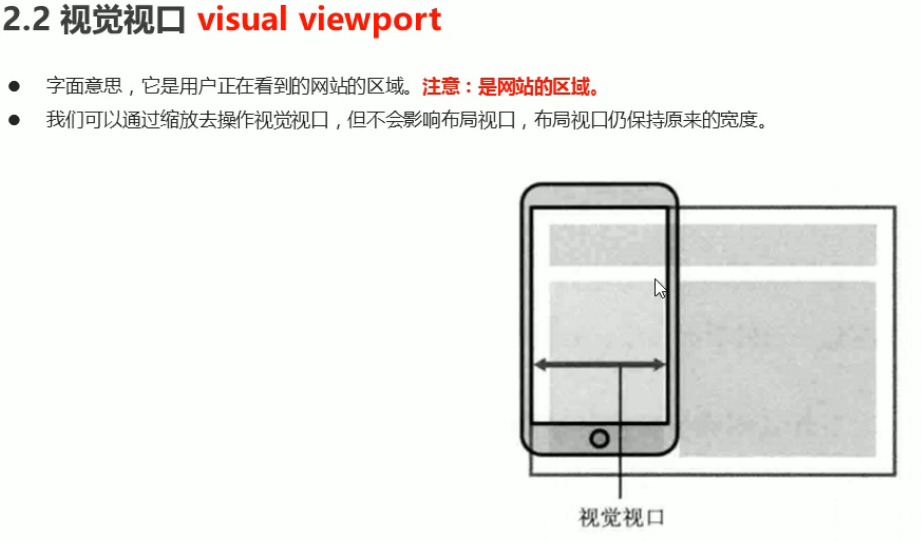 2.2 视觉视口 visual viewport
● 字面意思，它是用户正在看到的网站的区域。注意：是网站的区域。
● 我们可以通过缩放去操作视觉视口，但不会影响布局视口，布局视口仍保持原来的宽度。
视觉视口